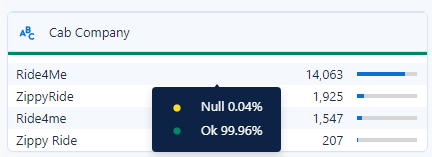 ABC Cab Company
Ride4Me 14,063
ZippyRide 1,925
Ride4me 1,547
Zippy Ride 207
Null 0.04%
Ok 99.96%